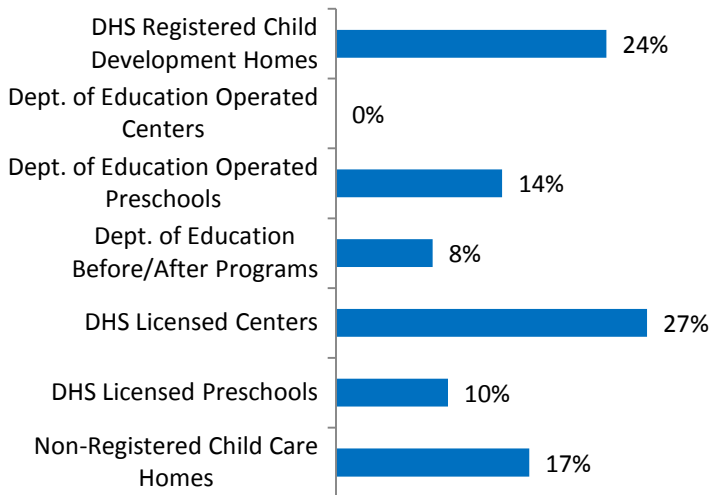 DHS Registered Child
Development Homes
24%
Dept. of Education Operated
Centers
0%
Dept. of Education Operated
Preschools
14%
Dept. of Education
Before/After Programs
8%
DHS Licensed Centers
27%
DHS Licensed Preschools
10%
Non-Registered Child Care
Homes
17%